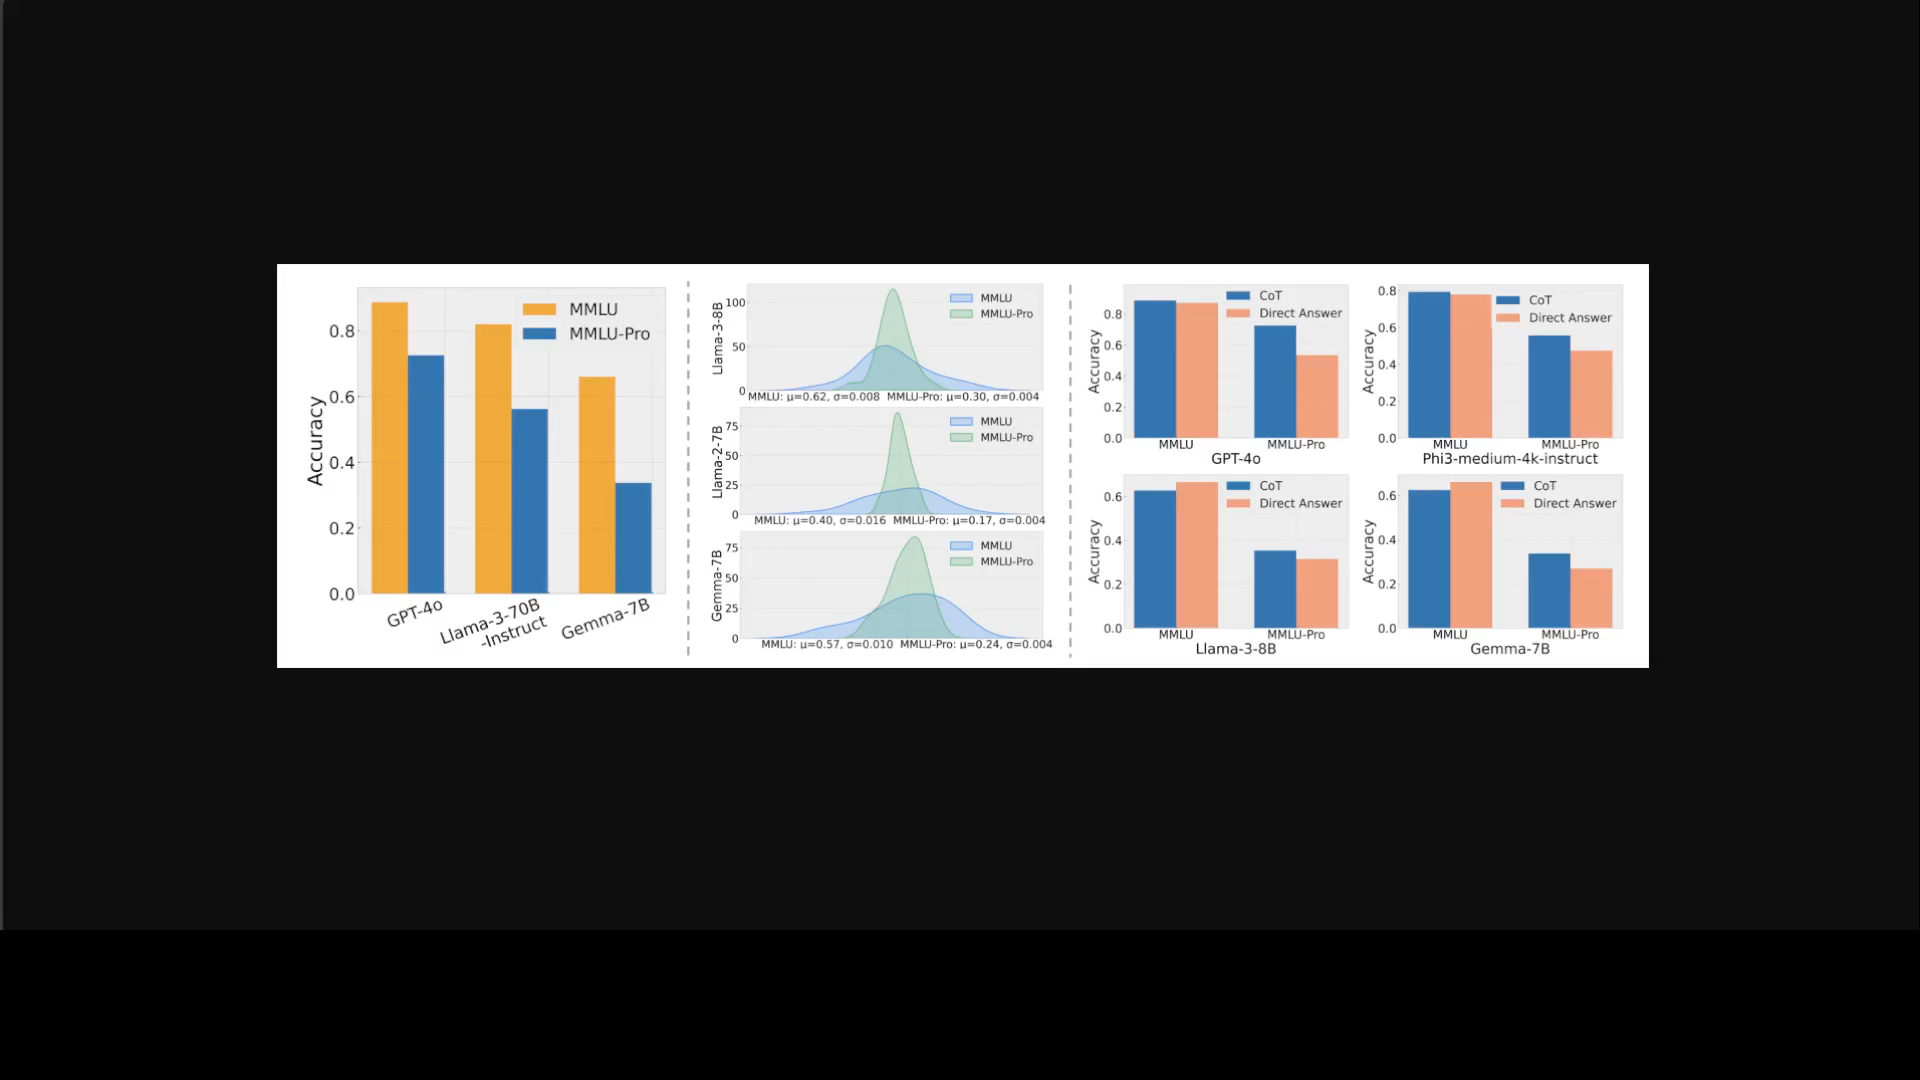 MMLU
MMLU-Pro
Accuracy
0.8
0.6
0.4
0.2
0.0
GPT-4o
Llama-3-70B
-Instruct
Gemma-7B
Llama-3-8B
100
50
0
MMLU
MMLU-Pro
MMLU: μ=0.62, σ=0.008 MMLU-Pro: μ=0.30, σ=0.004
Llama-2-7B
75
50
25
0
MMLU
MMLU-Pro
MMLU: μ=0.40, σ=0.016 MMLU-Pro: μ=0.17, σ=0.004
Gemma-7B
75
50
25
0
MMLU
MMLU-Pro
MMLU: μ=0.57, σ=0.010 MMLU-Pro: μ=0.24, σ=0.004
Accuracy
0.8
0.6
0.4
0.2
0.0
CoT
Direct Answer
MMLU MMLU-Pro
GPT-4o
Accuracy
0.8
0.6
0.4
0.2
0.0
CoT
Direct Answer
MMLU MMLU-Pro
Phi3-medium-4k-instruct
Accuracy
0.6
0.4
0.2
0.0
CoT
Direct Answer
MMLU MMLU-Pro
Llama-3-8B
Accuracy
0.6
0.4
0.2
0.0
CoT
Direct Answer
MMLU MMLU-Pro
Gemma-7B